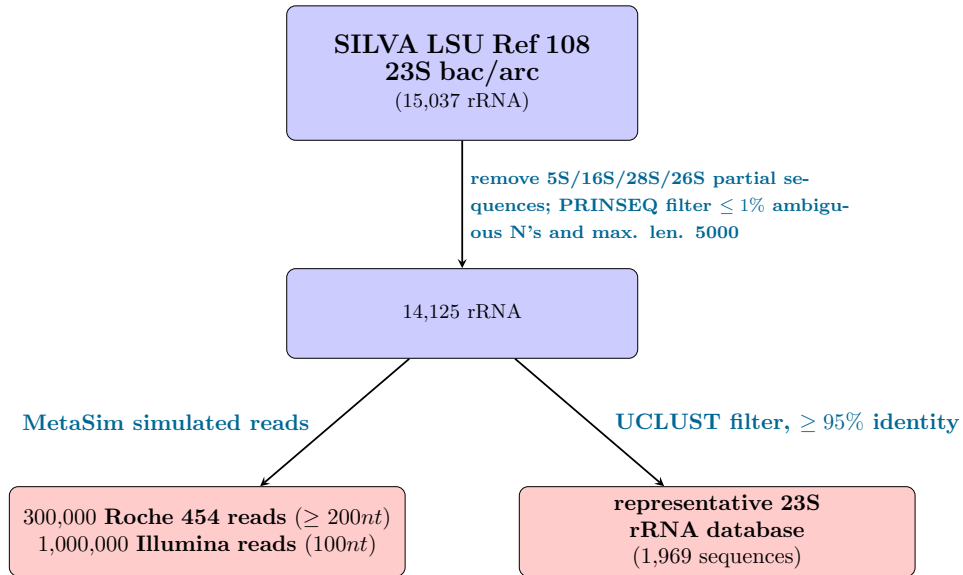 SILVA LSU Ref 108
23S bac/arc
(15,037 rRNA)
remove 5S/16S/28S/26S partial se-
quences; PRINSEQ filter ≤ 1% ambigu-
ous N's and max. len. 5000
14,125 rRNA
MetaSim simulated reads
UCLUST filter, ≥ 95% identity
300,000 Roche 454 reads (≥ 200nt)
1,000,000 Illumina reads (100nt)
representative 23S
rRNA database
(1,969 sequences)